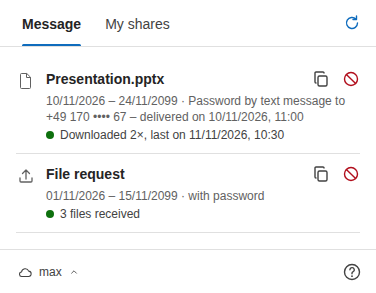 Message My shares
Presentation.pptx
10/11/2026 – 24/11/2099 · Password by text message to
+49 170 •••• 67 – delivered on 10/11/2026, 11:00
Downloaded 2×, last on 11/11/2026, 10:30
File request
01/11/2026 – 15/11/2099 · with password
3 files received
max